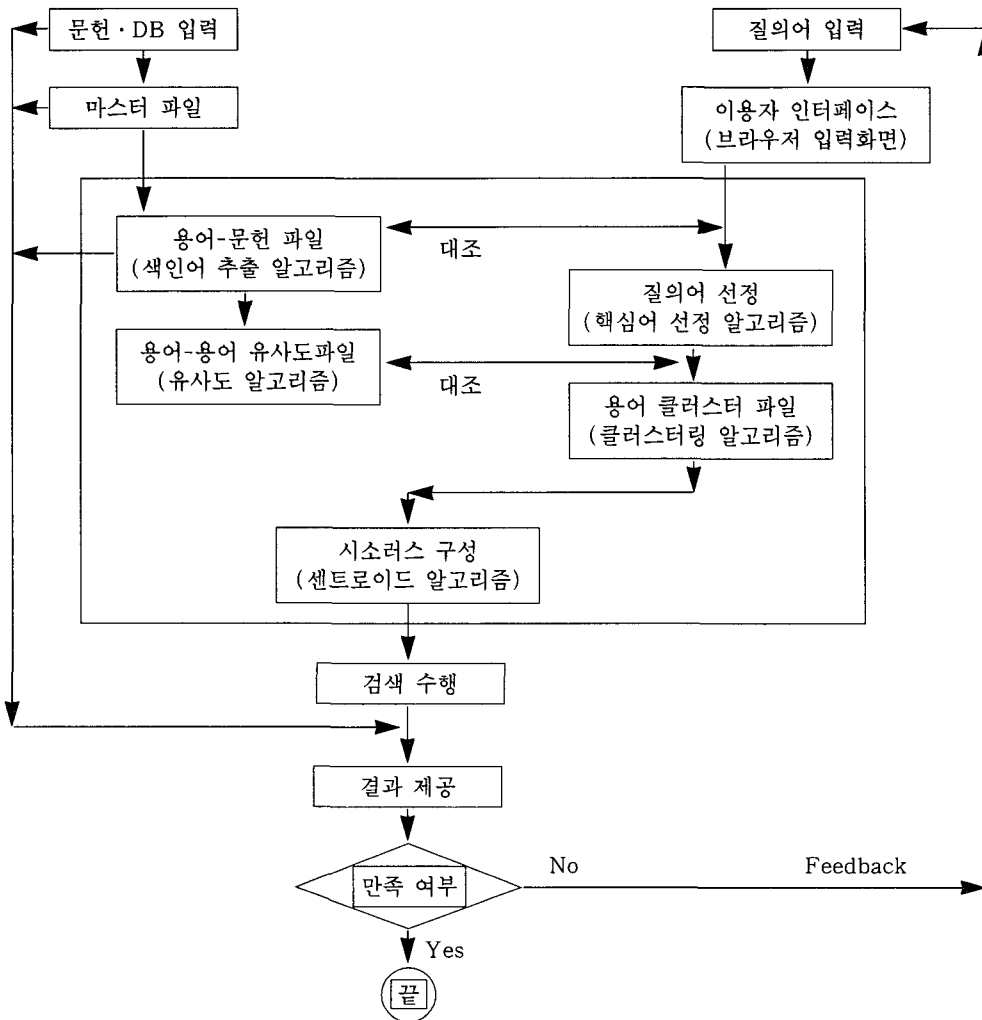 문헌·DB 입력
질의어 입력
마스터 파일
이용자 인터페이스
(브라우저 입력화면)
용어-문헌 파일
(색인어 추출 알고리즘)
대조
질의어 선정
(핵심어 선정 알고리즘)
용어-용어 유사도파일
(유사도 알고리즘)
대조
용어 클러스터 파일
(클러스터링 알고리즘)
시소러스 구성
(센트로이드 알고리즘)
검색 수행
결과 제공
만족 여부
No
Feedback
Yes
끝